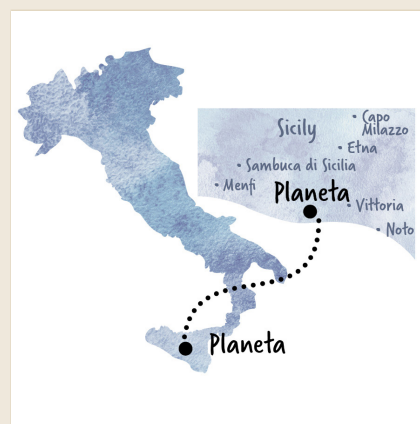 Sicily
Capo
Milazzo
Etna
Sambuca di Sicilia
Menfi
Planeta
Vittoria
Noto
Planeta